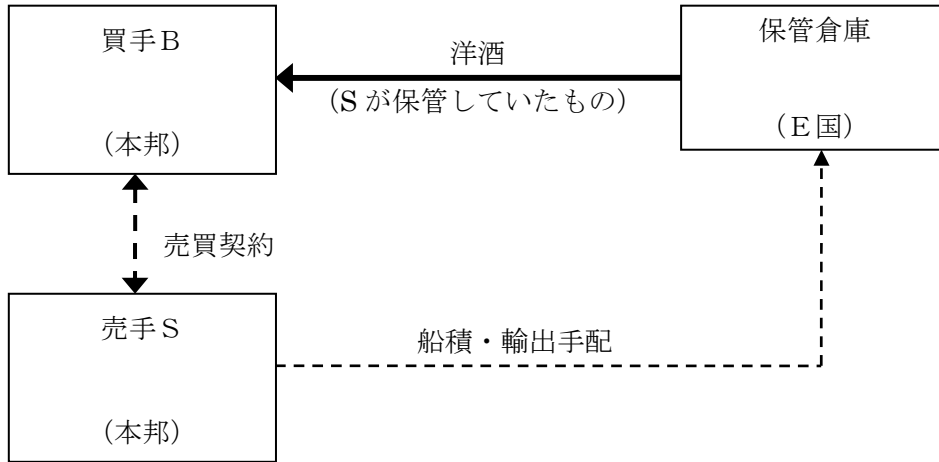 買手Ｂ
（本邦）
洋酒
（Sが保管していたもの）
保管倉庫
（Ｅ国）
売買契約
売手Ｓ
（本邦）
船積・輸出手配